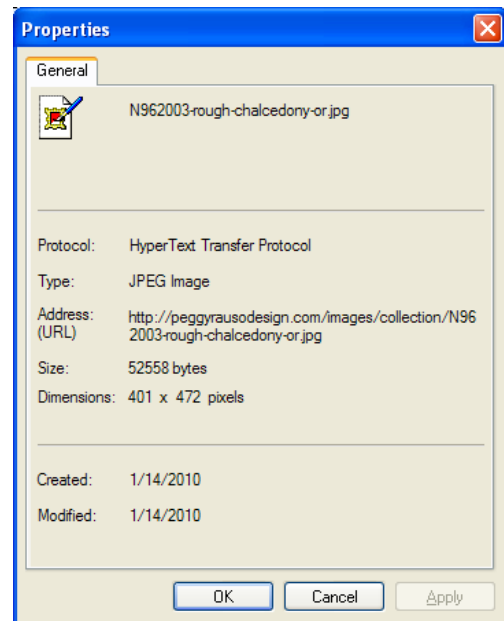 Properties
General
N962003-rough-chalcedony-or.jpg
Protocol: HyperText Transfer Protocol
Type: JPEG Image
Address: http://peggyrausodesign.com/images/collection/N96
(URL) 2003-rough-chalcedony-or.jpg
Size: 52558 bytes
Dimensions: 401 x 472 pixels
Created: 1/14/2010
Modified: 1/14/2010
OK Cancel Apply